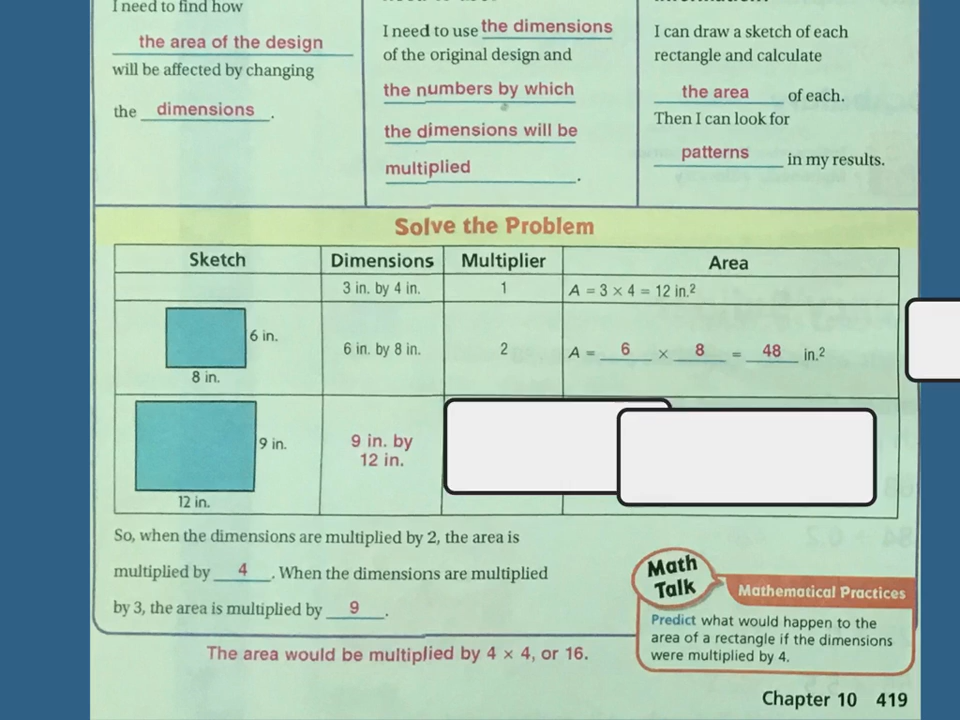 I need to find how
the area of the design
will be affected by changing
the dimensions.
I need to use the dimensions
of the original design and
the numbers by which
the dimensions will be
multiplied.
I can draw a sketch of each
rectangle and calculate
the area of each.
Then I can look for
patterns in my results.
Solve the Problem
Sketch Dimensions Multiplier Area
3 in. by 4 in. 1 A = 3 × 4 = 12 in.²
6 in.
8 in.
6 in. by 8 in. 2 A = 6 × 8 = 48 in.²
9 in.
12 in.
9 in. by
12 in.
So, when the dimensions are multiplied by 2, the area is
multiplied by 4. When the dimensions are multiplied
by 3, the area is multiplied by 9.
The area would be multiplied by 4 × 4, or 16.
Math
Talk
Mathematical Practices
Predict what would happen to the
area of a rectangle if the dimensions
were multiplied by 4.
Chapter 10 419